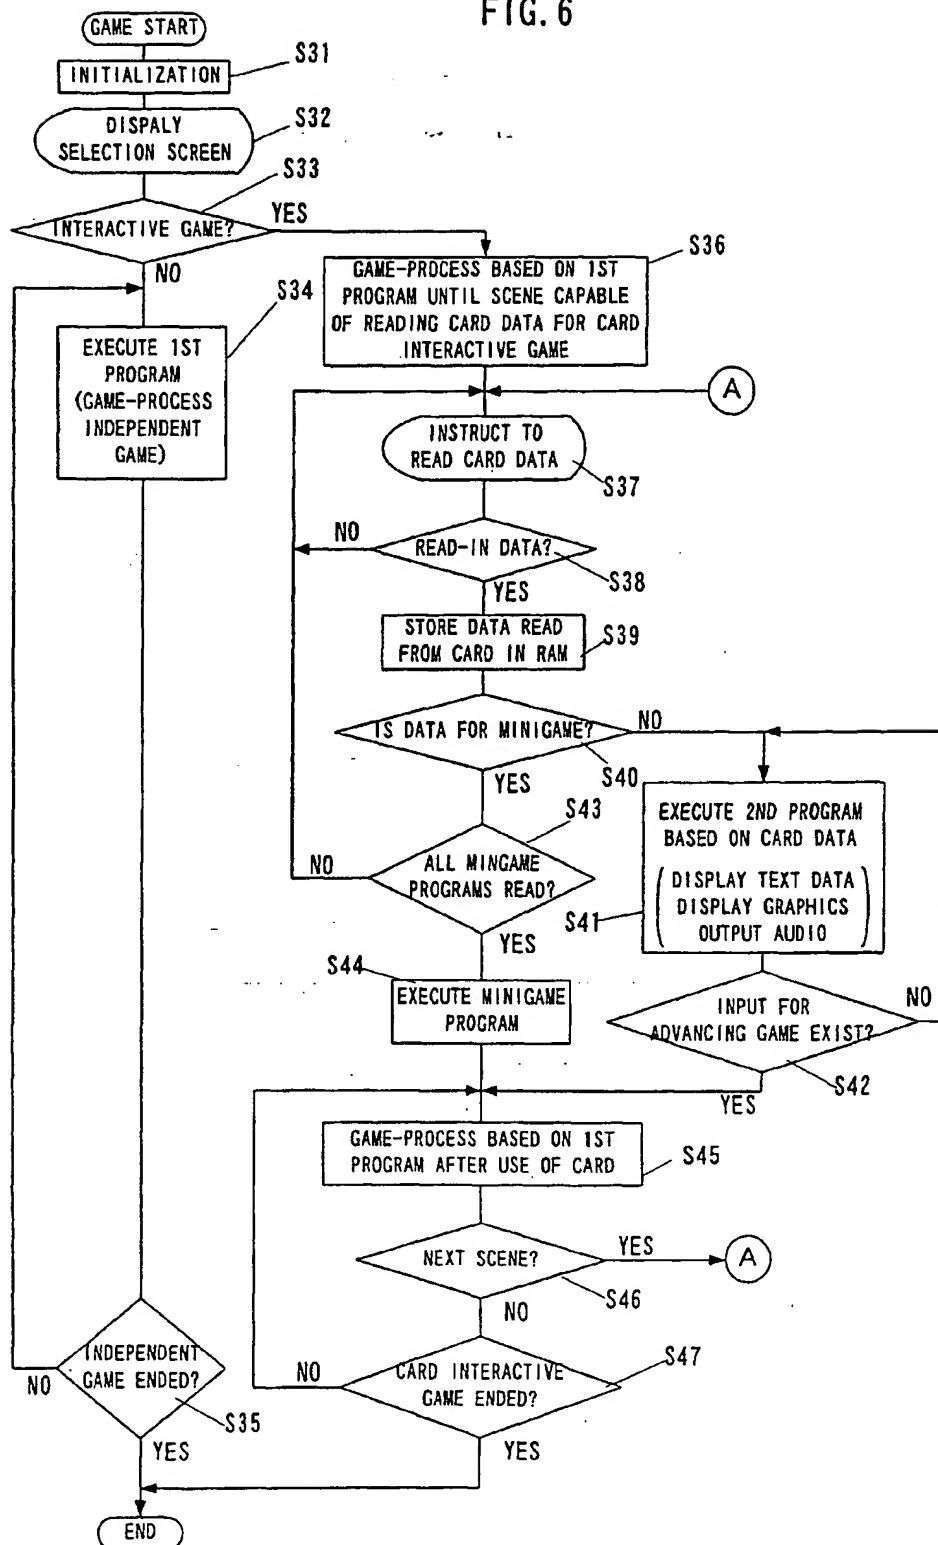 FIG. 6
GAME START
S31
INITIALIZATION
S32
DISPALY
SELECTION SCREEN
S33
INTERACTIVE GAME?
YES
NO
S36
GAME-PROCESS BASED ON 1ST
PROGRAM UNTIL SCENE CAPABLE
OF READING CARD DATA FOR CARD
INTERACTIVE GAME
S34
EXECUTE 1ST
PROGRAM
(GAME-PROCESS
INDEPENDENT
GAME)
A
INSTRUCT TO
READ CARD DATA
S37
NO
READ-IN DATA?
S38
YES
STORE DATA READ
FROM CARD IN RAM
S39
IS DATA FOR MINIGAME?
NO
S40
YES
S43
ALL MINGAME
PROGRAMS READ?
NO
YES
EXECUTE 2ND PROGRAM
BASED ON CARD DATA
(DISPLAY TEXT DATA
DISPLAY GRAPHICS
OUTPUT AUDIO)
S41
S44
EXECUTE MINIGAME
PROGRAM
INPUT FOR
ADVANCING GAME EXIST?
NO
S42
YES
GAME-PROCESS BASED ON 1ST
PROGRAM AFTER USE OF CARD
S45
NEXT SCENE?
YES
A
S46
NO
CARD INTERACTIVE
GAME ENDED?
S47
NO
YES
INDEPENDENT
GAME ENDED?
NO
S35
YES
END